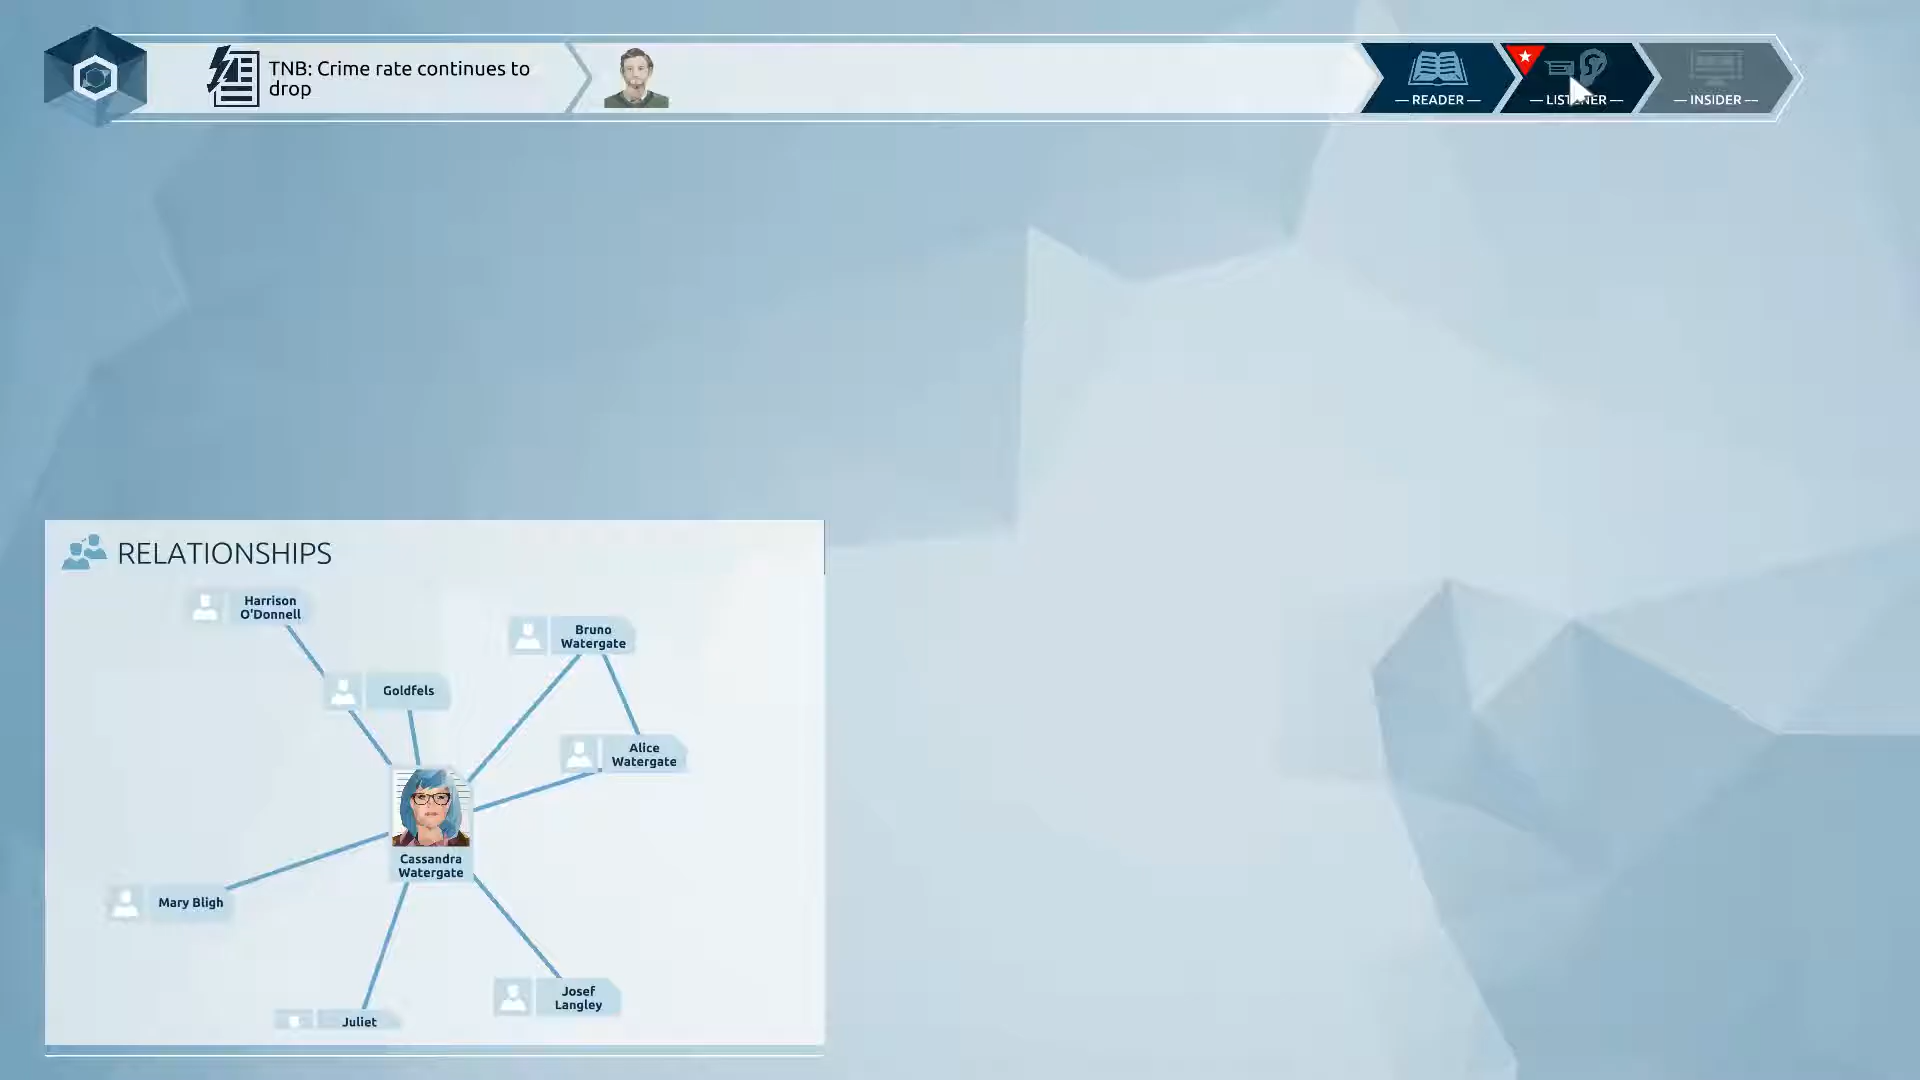 TNB: Crime rate continues to
drop
— READER —
— LISTENER —
— INSIDER —
RELATIONSHIPS
Harrison
O'Donnell
Bruno
Watergate
Goldfels
Alice
Watergate
Cassandra
Watergate
Mary Bligh
Josef
Langley
Juliet